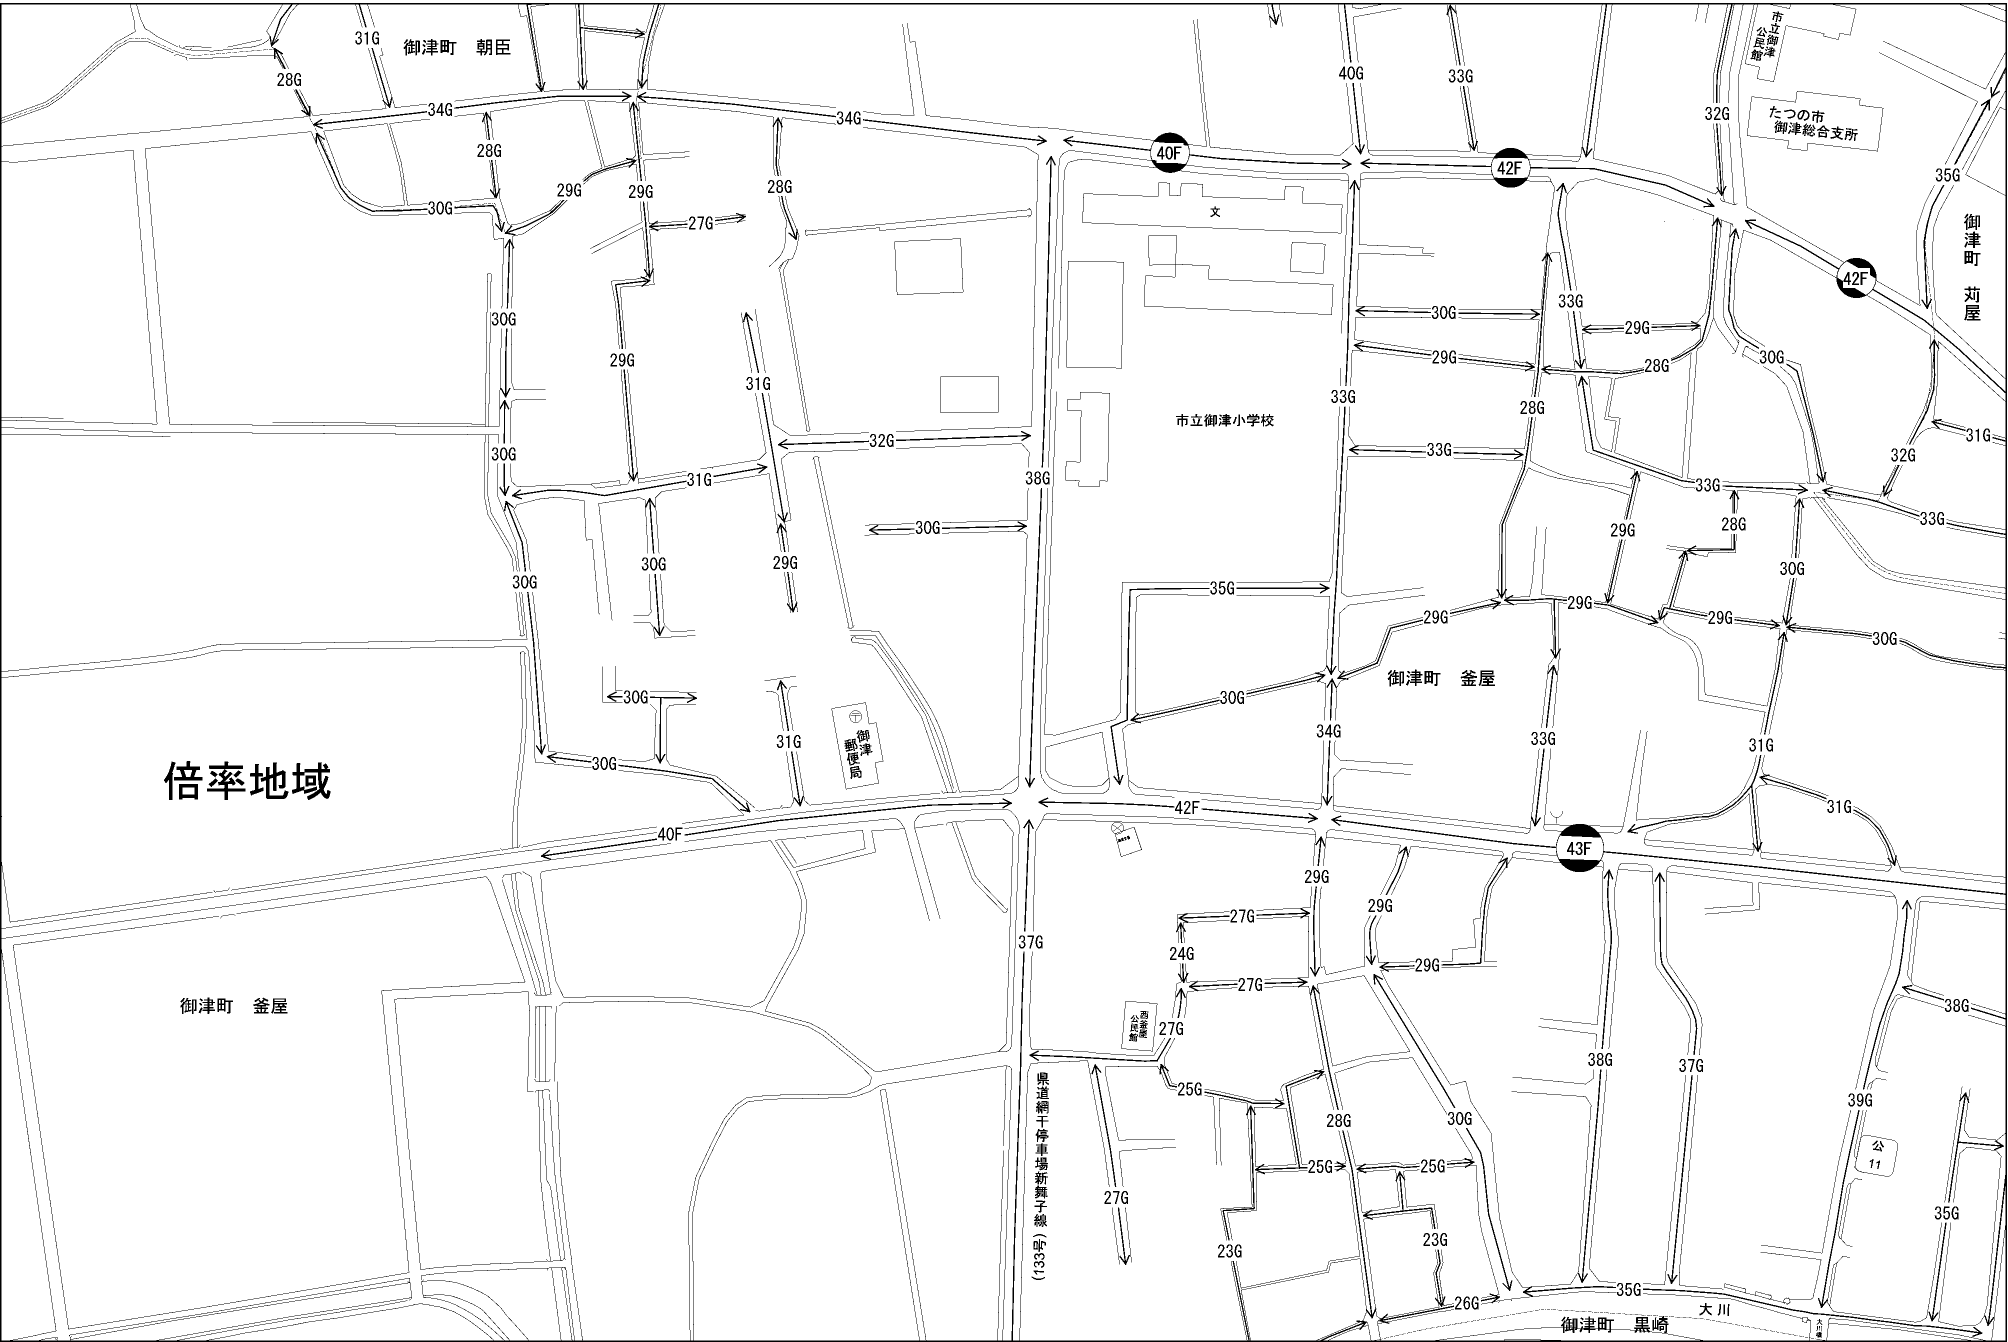 31G
御津町　朝臣
28G
34G
34G
40G
33G
32G
市立御津
公民館
たつの市
御津総合支所
35G
40F
42F
28G
29G
29G
28G
30G
27G
文
御津町　苅屋
42F
30G
33G
30G
29G
29G
29G
28G
30G
31G
33G
28G
市立御津小学校
32G
31G
33G
32G
30G
31G
38G
33G
33G
30G
28G
29G
30G
30G
29G
30G
35G
29G
29G
29G
30G
30G
30G
御津町　釜屋
31G
御津
郵便局
34G
33G
31G
倍率地域
30G
31G
42F
40F
43F
29G
29G
27G
24G
37G
29G
27G
御津町　釜屋
38G
西釜屋
公民館
27G
38G
37G
25G
39G
28G
30G
県道網干停車場新舞子線(133号)
公
11
25G
25G
27G
35G
23G
23G
35G
26G
大川
御津町　黒崎